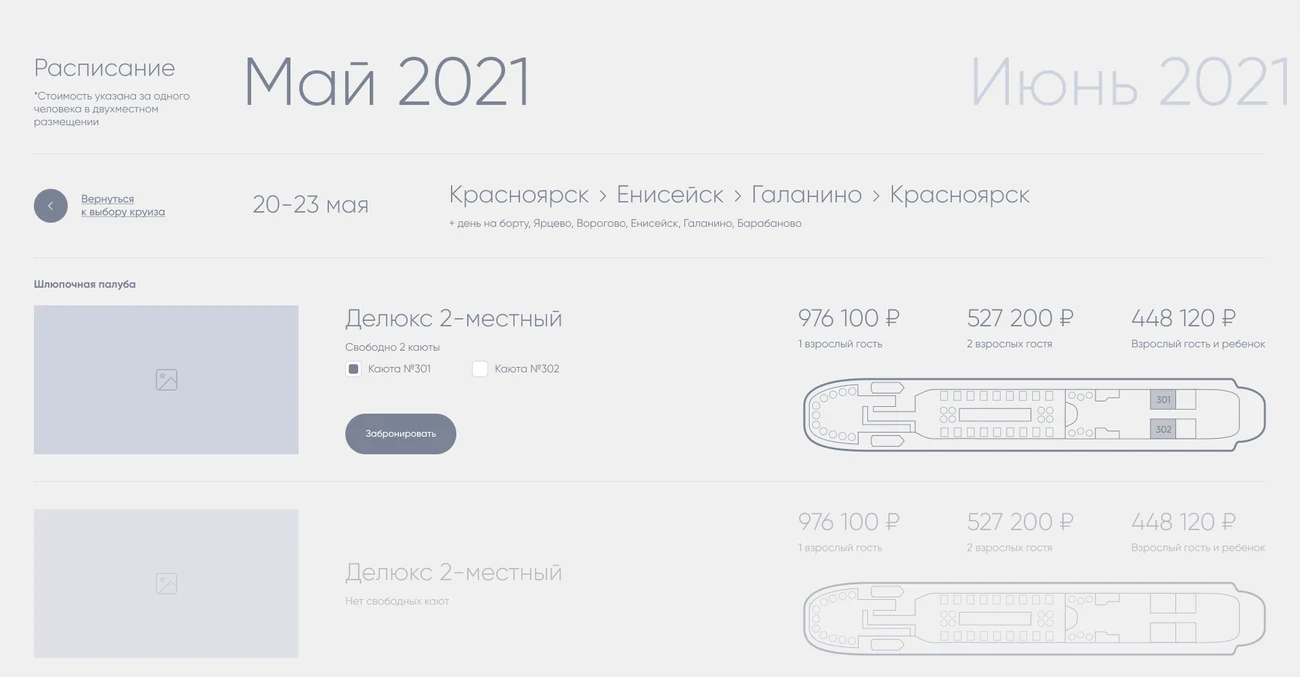 Расписание
*Стоимость указана за одного
человека в двухместном
размещении
Май 2021
Июнь 2021
Вернуться
к выбору круиза
20-23 мая
Красноярск > Енисейск > Галанино > Красноярск
+ день на борту, Ярцево, Ворогово, Енисейск, Галанино, Барабаново
Шлюпочная палуба
Делюкс 2-местный
Свободно 2 каюты
Каюта №301
Каюта №302
Забронировать
976 100 ₽
1 взрослый гость
527 200 ₽
2 взрослых гостя
448 120 ₽
Взрослый гость и ребенок
301
302
Делюкс 2-местный
Нет свободных кают
976 100 ₽
1 взрослый гость
527 200 ₽
2 взрослых гостя
448 120 ₽
Взрослый гость и ребенок